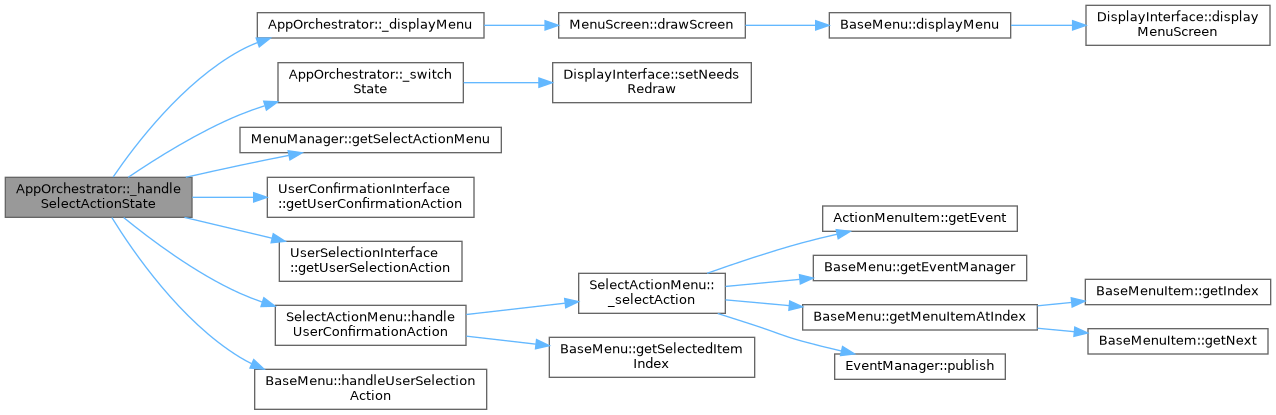 AppOrchestrator::_handle
SelectActionState
AppOrchestrator::_displayMenu
MenuScreen::drawScreen
BaseMenu::displayMenu
DisplayInterface::display
MenuScreen
AppOrchestrator::_switch
State
DisplayInterface::setNeeds
Redraw
MenuManager::getSelectActionMenu
UserConfirmationInterface
::getUserConfirmationAction
UserSelectionInterface
::getUserSelectionAction
SelectActionMenu::handle
UserConfirmationAction
SelectActionMenu::
_selectAction
ActionMenuItem::getEvent
BaseMenu::getEventManager
BaseMenu::getMenuItemAtIndex
BaseMenuItem::getIndex
BaseMenuItem::getNext
EventManager::publish
BaseMenu::getSelectedItem
Index
BaseMenu::handleUserSelection
Action